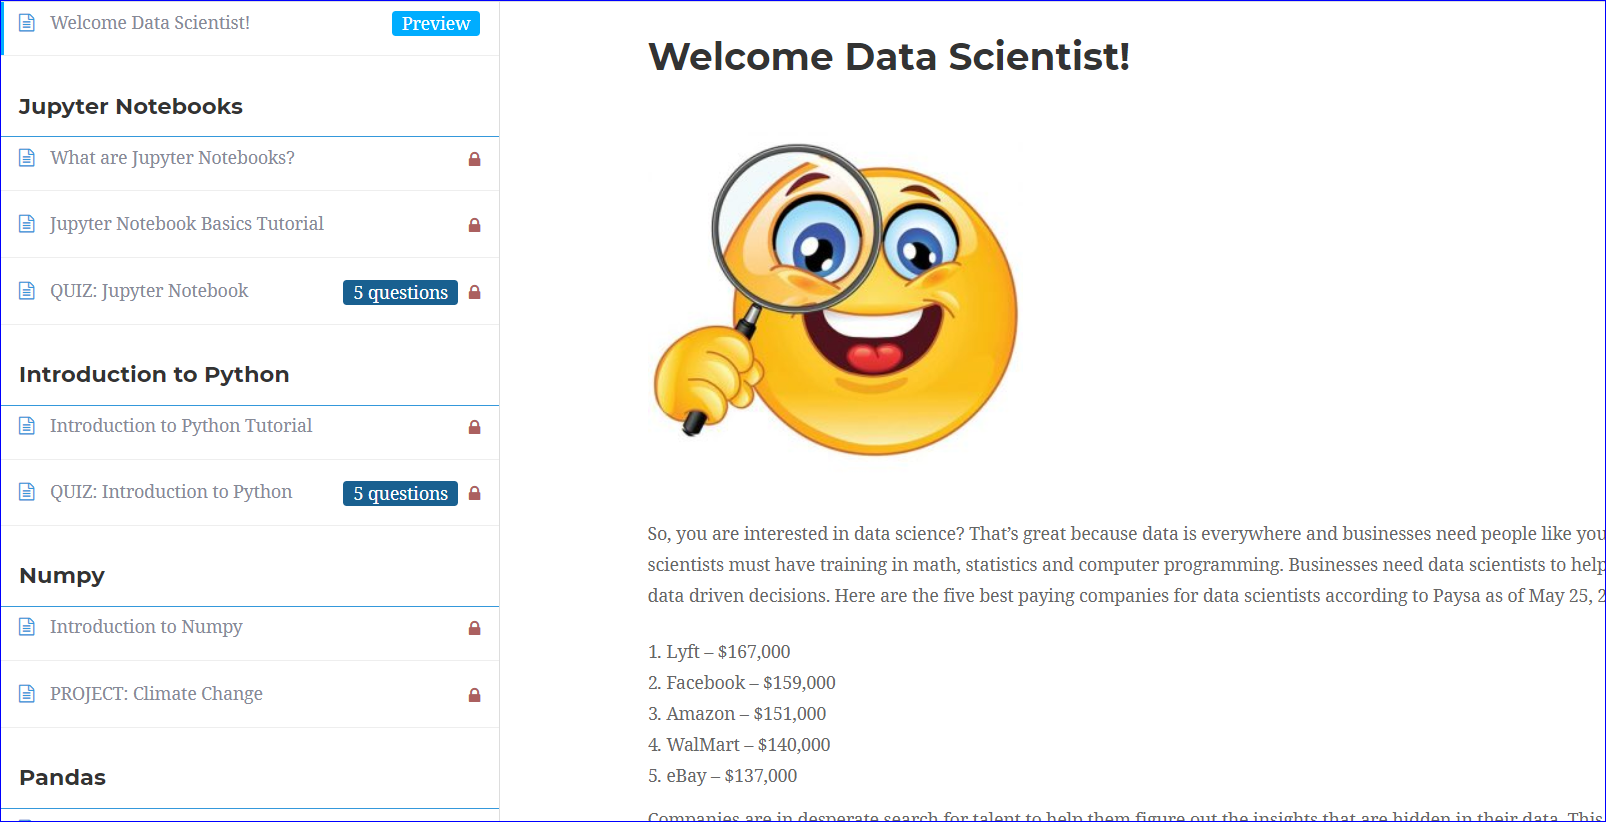 Welcome Data Scientist!
Preview
Jupyter Notebooks
What are Jupyter Notebooks?
Jupyter Notebook Basics Tutorial
QUIZ: Jupyter Notebook
5 questions
Introduction to Python
Introduction to Python Tutorial
QUIZ: Introduction to Python
5 questions
Numpy
Introduction to Numpy
PROJECT: Climate Change
Pandas
Welcome Data Scientist!
So, you are interested in data science? That’s great because data is everywhere and businesses need people like you
scientists must have training in math, statistics and computer programming. Businesses need data scientists to help
data driven decisions. Here are the five best paying companies for data scientists according to Paysa as of May 25, 2
1. Lyft – $167,000
2. Facebook – $159,000
3. Amazon – $151,000
4. WalMart – $140,000
5. eBay – $137,000
Companies are in desperate search for talent to help them figure out the insights that are hidden in their data. This